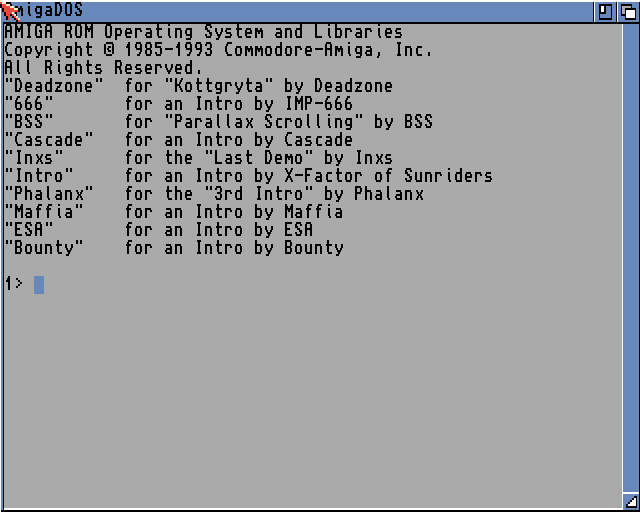 AmigaDOS
AMIGA ROM Operating System and Libraries
Copyright © 1985-1993 Commodore-Amiga, Inc.
All Rights Reserved.
"Deadzone" for "Kottgryta" by Deadzone
"666" for an Intro by IMP-666
"BSS" for "Parallax Scrolling" by BSS
"Cascade" for an Intro by Cascade
"Inxs" for the "Last Demo" by Inxs
"Intro" for an Intro by X-Factor of Sunriders
"Phalanx" for the "3rd Intro" by Phalanx
"Maffia" for an Intro by Maffia
"ESA" for an Intro by ESA
"Bounty" for an Intro by Bounty
1>